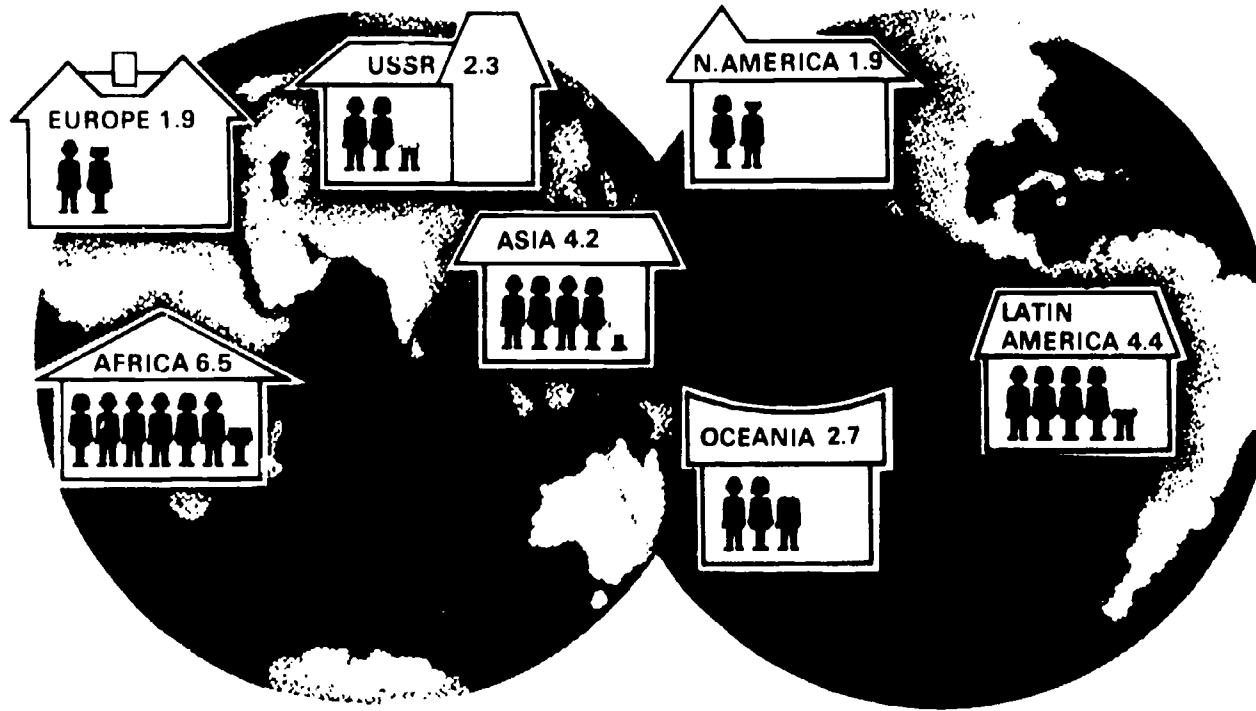 USSR 2.3
N.AMERICA 1.9
EUROPE 1.9
ASIA 4.2
LATIN
AMERICA 4.4
AFRICA 6.5
OCEANIA 2.7